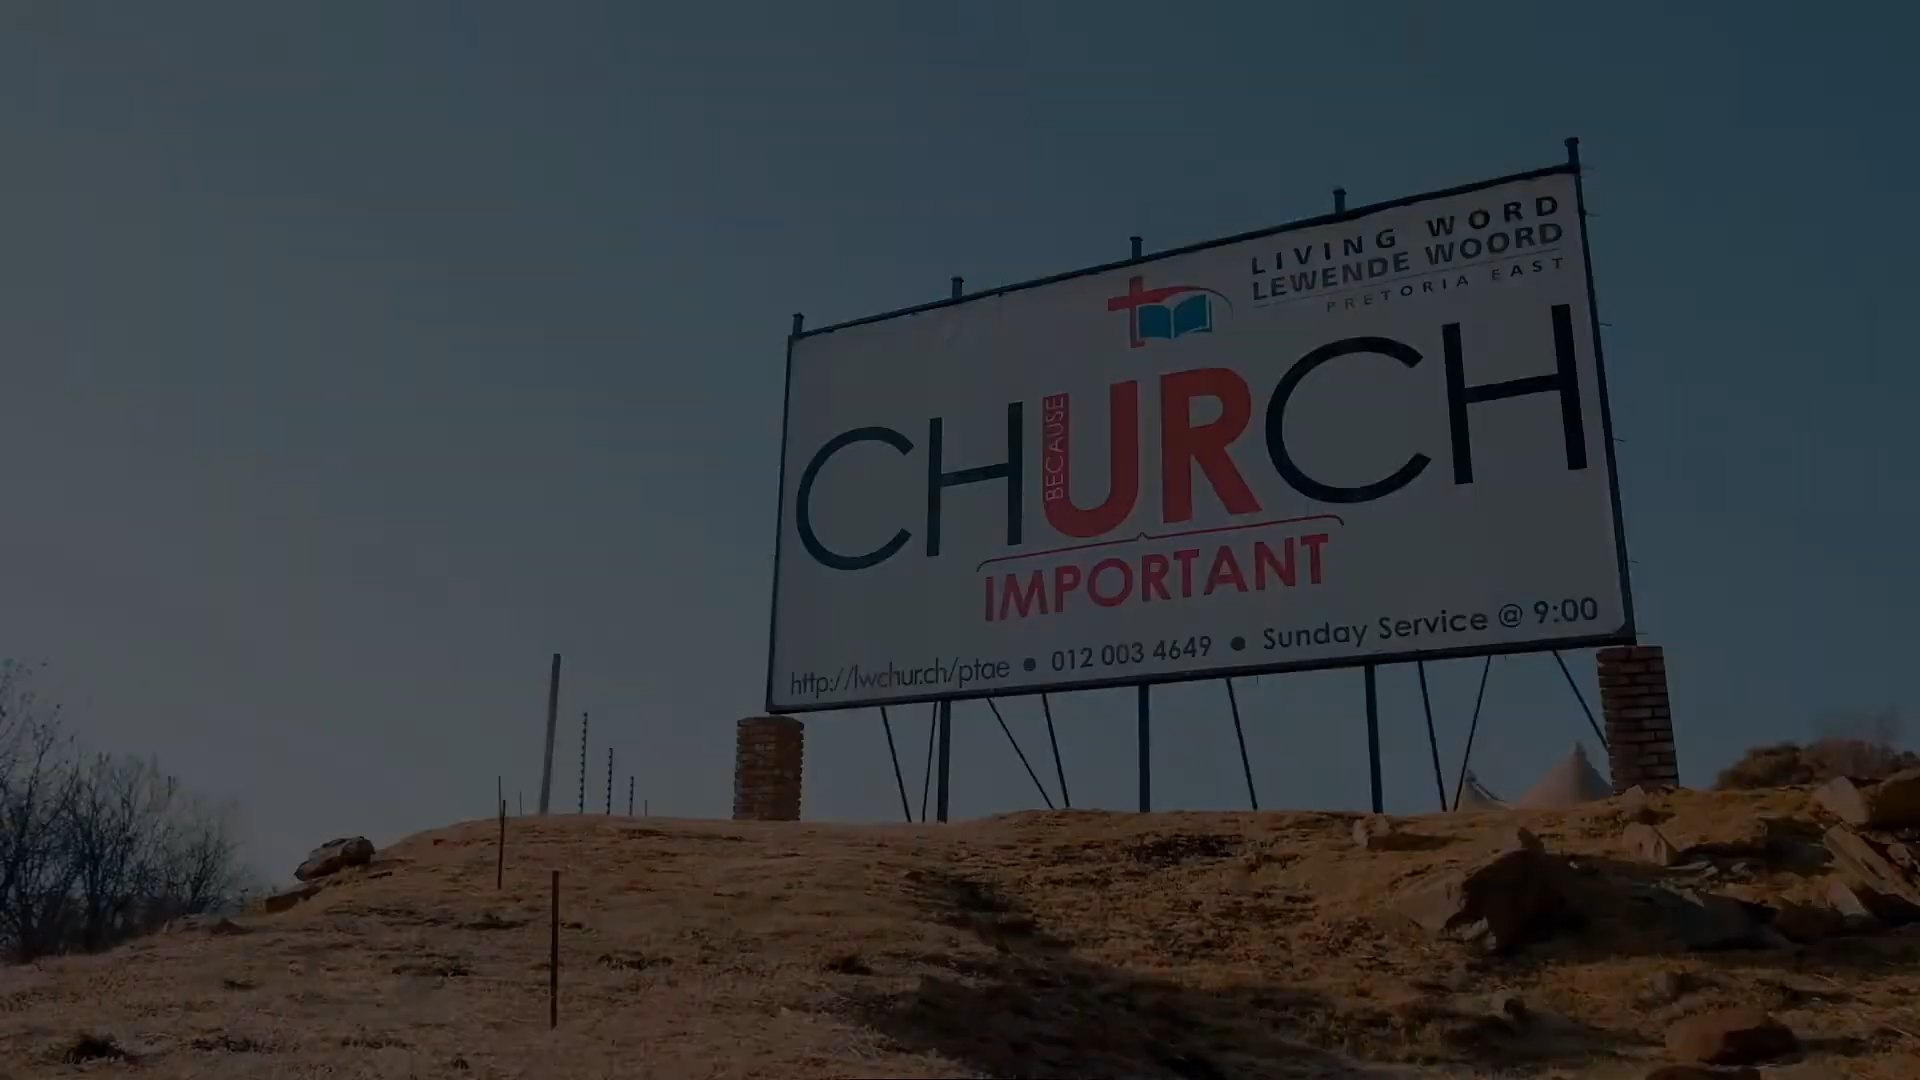 LIVING WORD
LEWENDE WOORD
PRETORIA EAST
CHURCH
BECAUSE
IMPORTANT
http://lwchur.ch/ptae • 012 003 4649 • Sunday Service @ 9:00